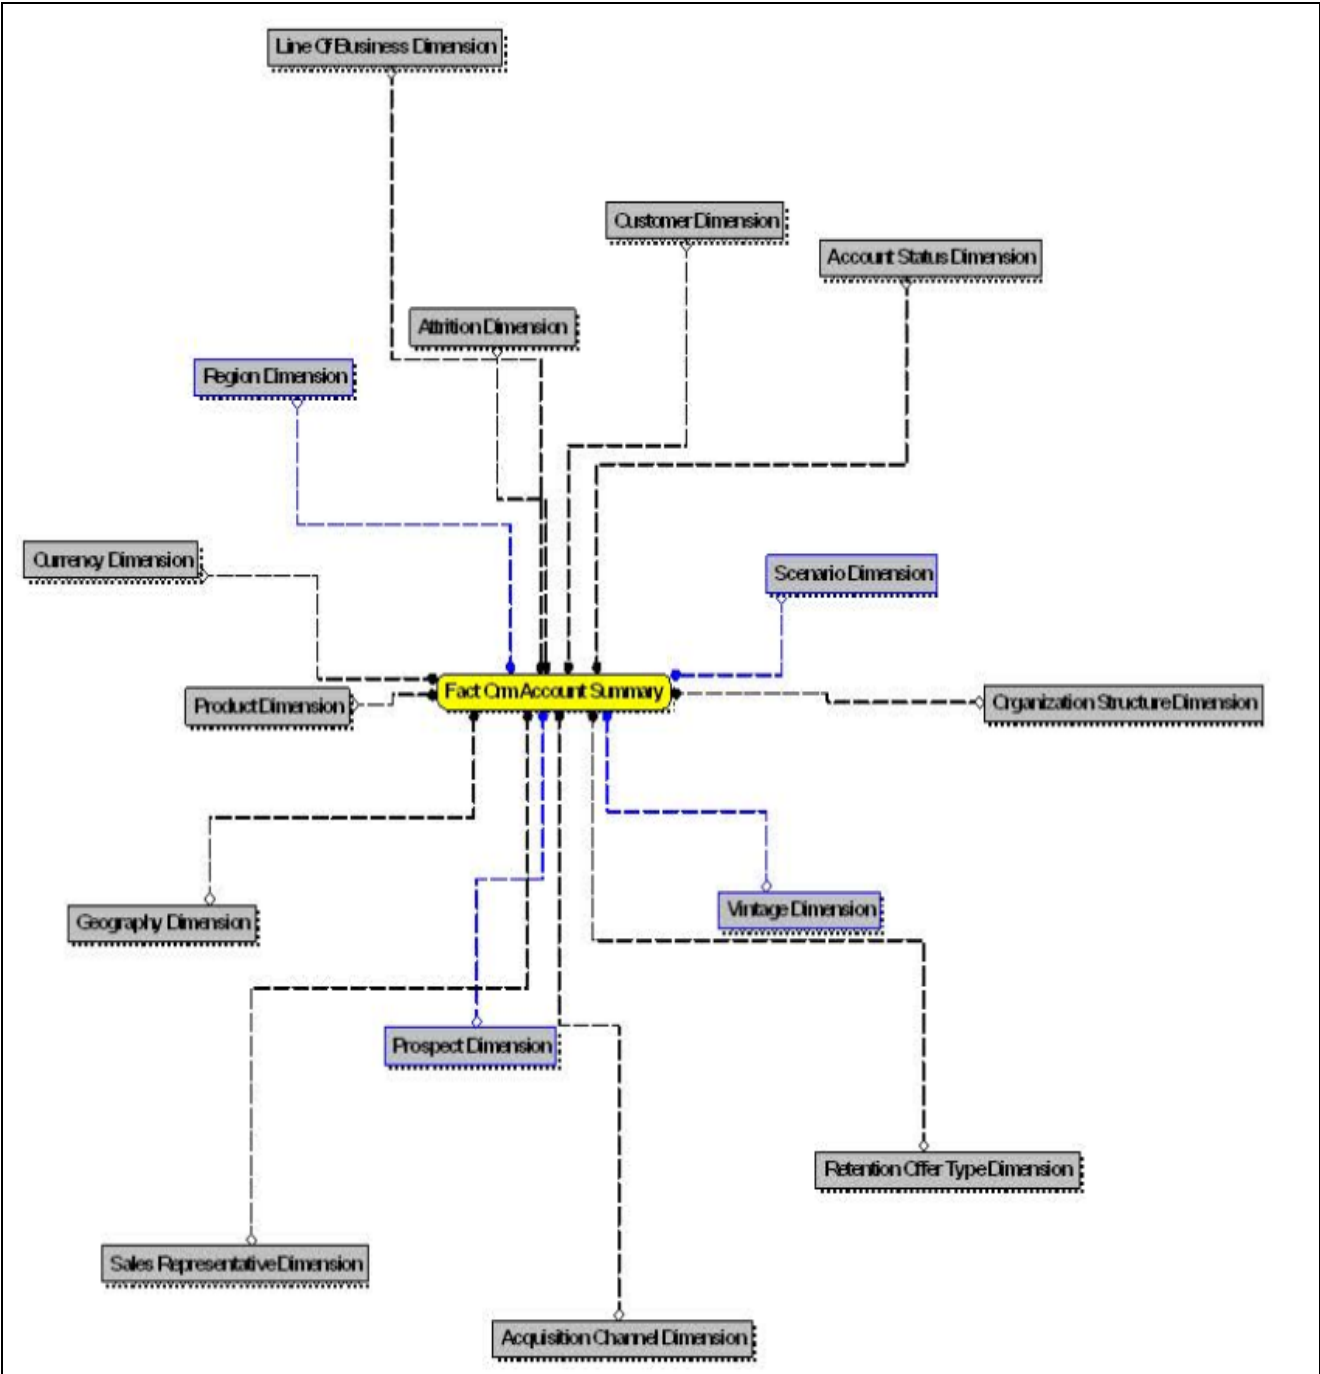 Line Of Business Dimension
Customer Dimension
Account Status Dimension
Attrition Dimension
Region Dimension
Currency Dimension
Scenario Dimension
Fact Crm Account Summary
Product Dimension
Organization Structure Dimension
Geography Dimension
Vintage Dimension
Prospect Dimension
Retention Offer Type Dimension
Sales Representative Dimension
Acquisition Channel Dimension